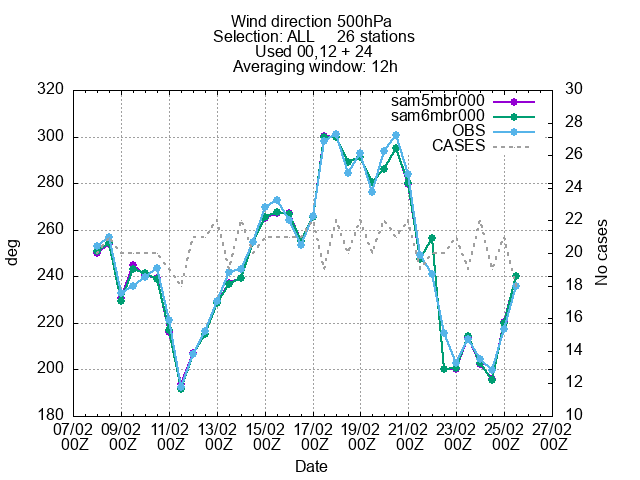 Wind direction 500hPa
Selection: ALL 26 stations
Used 00,12 + 24
Averaging window: 12h
sam5mbr000
sam6mbr000
OBS
CASES
320
300
280
260
240
220
200
180
30
28
26
24
22
20
18
16
14
12
10
deg
No cases
07/02 09/02 11/02 13/02 15/02 17/02 19/02 21/02 23/02 25/02 27/02
00Z 00Z 00Z 00Z 00Z 00Z 00Z 00Z 00Z 00Z 00Z
Date